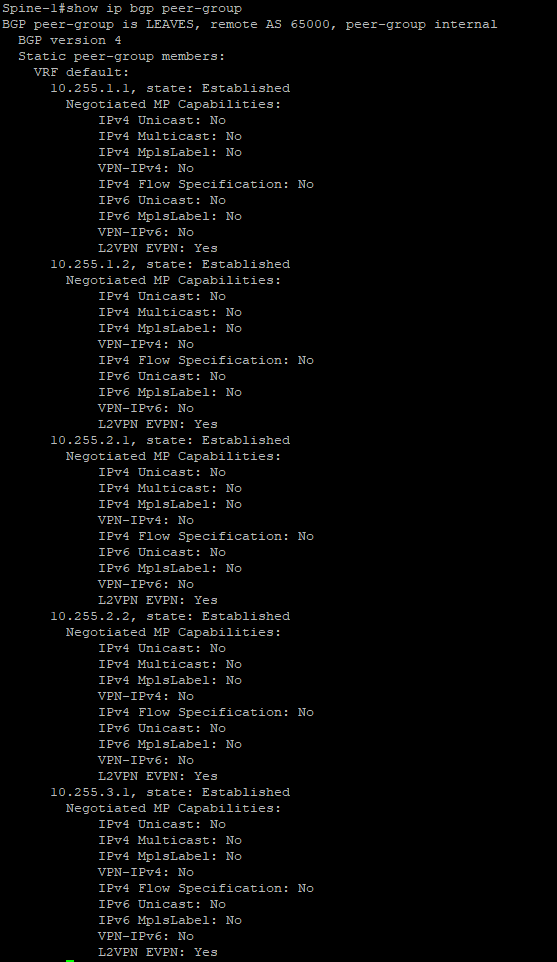 Spine-1#show ip bgp peer-group
BGP peer-group is LEAVES, remote AS 65000, peer-group internal
BGP version 4
Static peer-group members:
VRF default:
10.255.1.1, state: Established
Negotiated MP Capabilities:
IPv4 Unicast: No
IPv4 Multicast: No
IPv4 MplsLabel: No
VPN-IPv4: No
IPv4 Flow Specification: No
IPv6 Unicast: No
IPv6 MplsLabel: No
VPN-IPv6: No
L2VPN EVPN: Yes
10.255.1.2, state: Established
Negotiated MP Capabilities:
IPv4 Unicast: No
IPv4 Multicast: No
IPv4 MplsLabel: No
VPN-IPv4: No
IPv4 Flow Specification: No
IPv6 Unicast: No
IPv6 MplsLabel: No
VPN-IPv6: No
L2VPN EVPN: Yes
10.255.2.1, state: Established
Negotiated MP Capabilities:
IPv4 Unicast: No
IPv4 Multicast: No
IPv4 MplsLabel: No
VPN-IPv4: No
IPv4 Flow Specification: No
IPv6 Unicast: No
IPv6 MplsLabel: No
VPN-IPv6: No
L2VPN EVPN: Yes
10.255.2.2, state: Established
Negotiated MP Capabilities:
IPv4 Unicast: No
IPv4 Multicast: No
IPv4 MplsLabel: No
VPN-IPv4: No
IPv4 Flow Specification: No
IPv6 Unicast: No
IPv6 MplsLabel: No
VPN-IPv6: No
L2VPN EVPN: Yes
10.255.3.1, state: Established
Negotiated MP Capabilities:
IPv4 Unicast: No
IPv4 Multicast: No
IPv4 MplsLabel: No
VPN-IPv4: No
IPv4 Flow Specification: No
IPv6 Unicast: No
IPv6 MplsLabel: No
VPN-IPv6: No
L2VPN EVPN: Yes